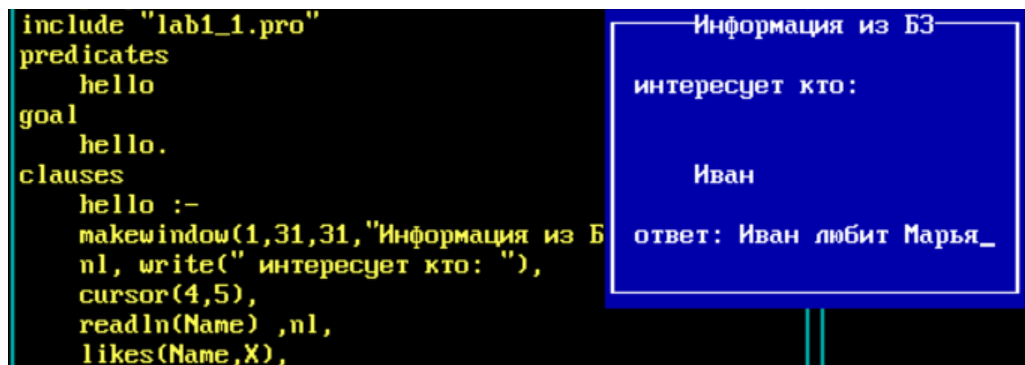 include "lab1_1.pro"
predicates
hello
goal
hello.
clauses
hello :-
makewindow(1,31,31,"Информация из Б
nl, write(" интересует кто: "),
cursor(4,5),
readln(Name) ,nl,
likes(Name,X),
Информация из БЗ
интересует кто:
Иван
ответ: Иван любит Марья_